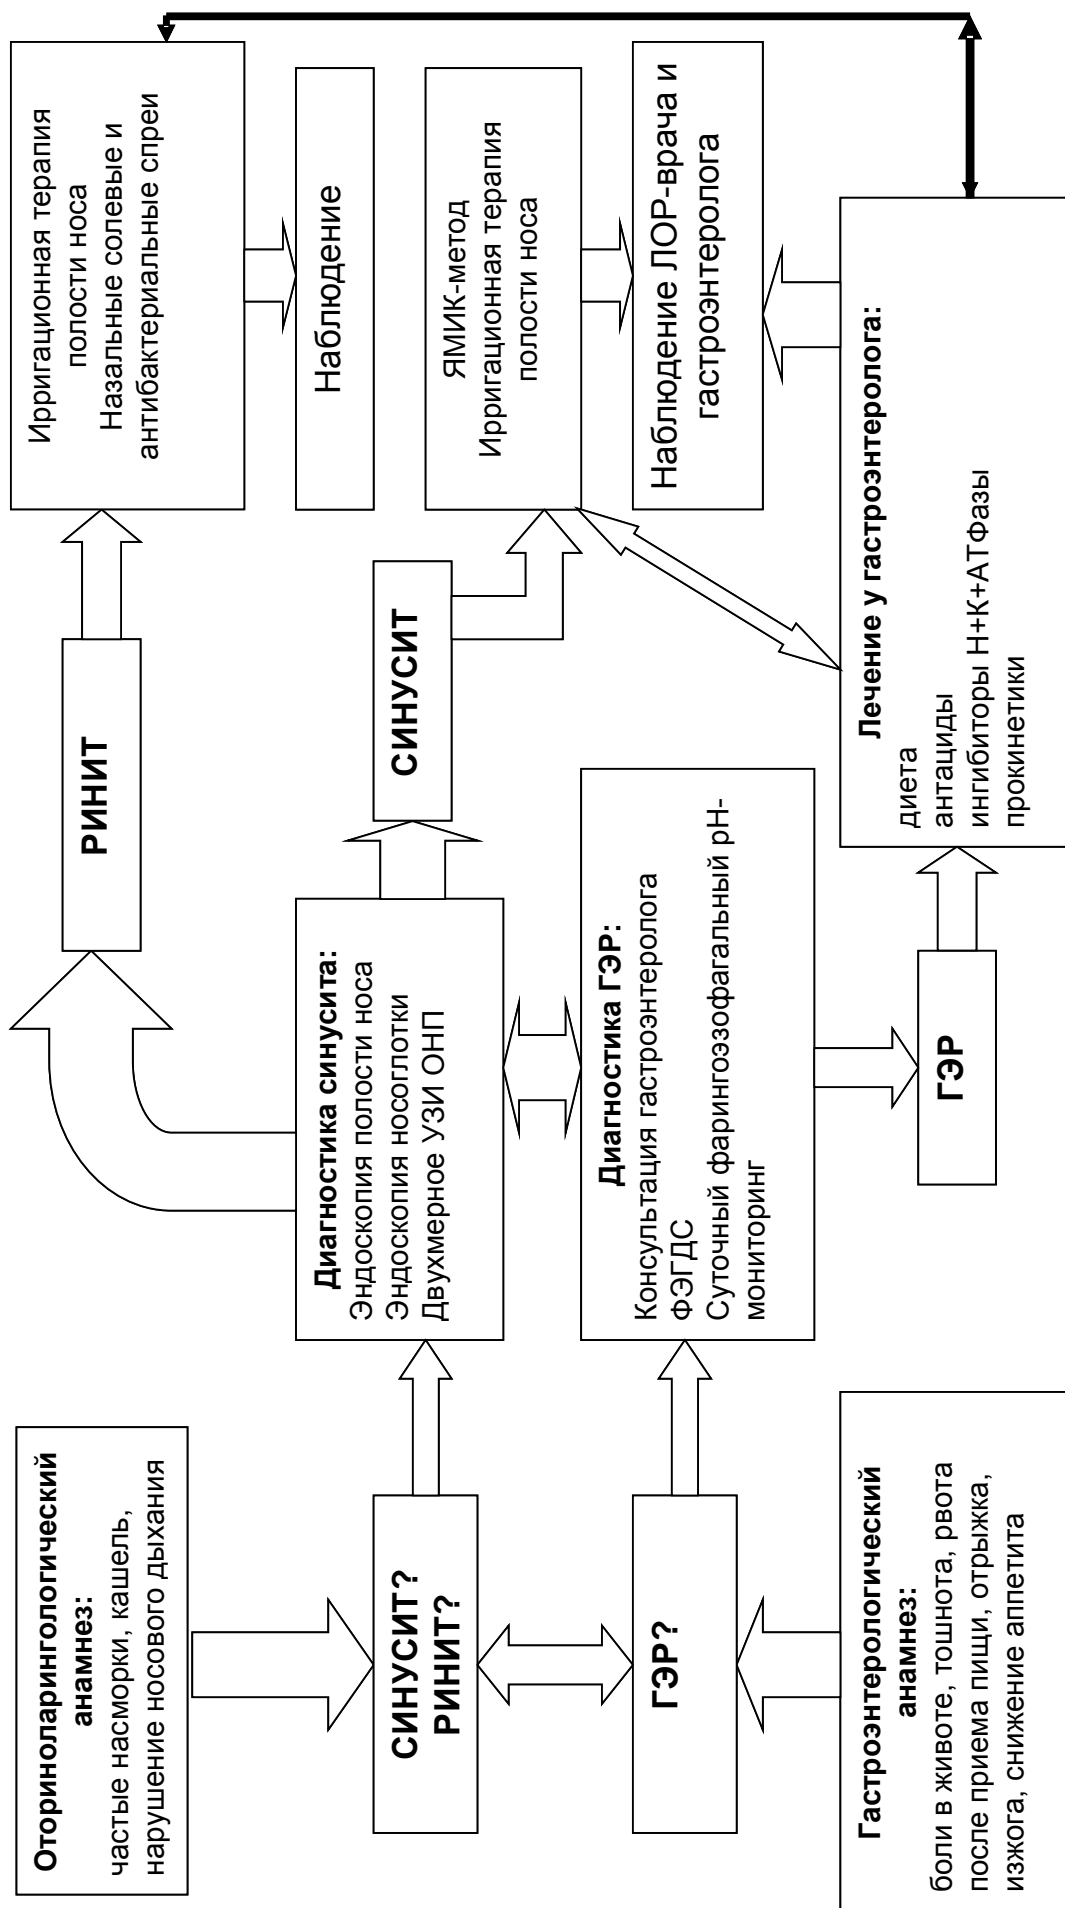 Оториноларингологический
анамнез:
частые насморки, кашель,
нарушение носового дыхания
СИНУСИТ?
РИНИТ?
ГЭР?
Гастроэнтерологический
анамнез:
боли в животе, тошнота, рвота
после приема пищи, отрыжка,
изжога, снижение аппетита
Диагностика синусита:
Эндоскопия полости носа
Эндоскопия носоглотки
Двухмерное УЗИ ОНП
Диагностика ГЭР:
Консультация гастроэнтеролога
ФЭГДС
Суточный фарингоэзофагальный рН-
мониторинг
РИНИТ
СИНУСИТ
ГЭР
Ирригационная терапия
полости носа
Назальные солевые и
антибактериальные спреи
Наблюдение
ЯМИК-метод
Ирригационная терапия
полости носа
Наблюдение ЛОР-врача и
гастроэнтеролога
Лечение у гастроэнтеролога:
диета
антациды
ингибиторы Н+К+АТФазы
прокинетики